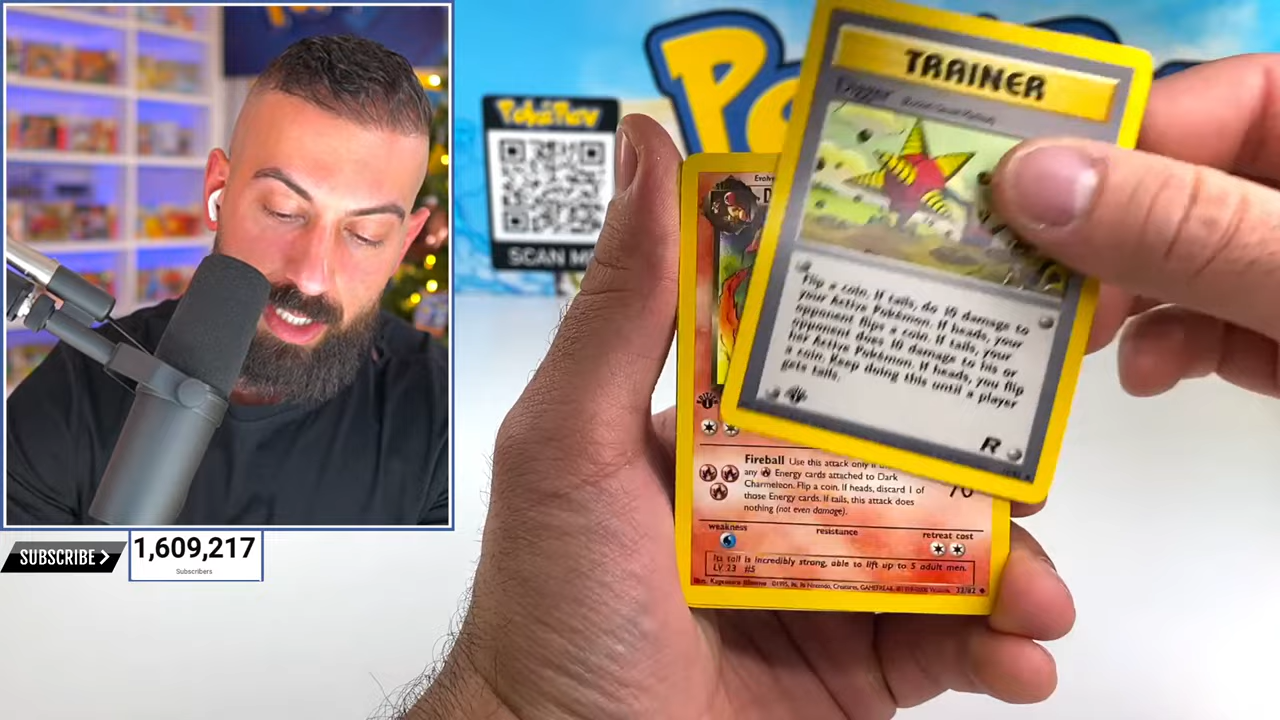 PokéRev
SCAN
SUBSCRIBE >
1,609,217
Subscribers
TRAINER
Digger
Flip a coin. If tails, do 10 damage to
your Active Pokémon. If heads, your
opponent flips a coin. If tails, your
opponent does 10 damage to his or
her Active Pokémon. If heads, you flip
a coin. Keep doing this until a player
gets tails.
R
Fireball Use this attack only if
any Energy cards attached to Dark
Charmeleon. Flip a coin. If heads, discard 1 of
those Energy cards. If tails, this attack does
nothing (not even damage).
70
weakness
resistance
retreat cost
Its tail is incredibly strong, able to lift up to 5 adult men.
LV. 23 #5
32/82